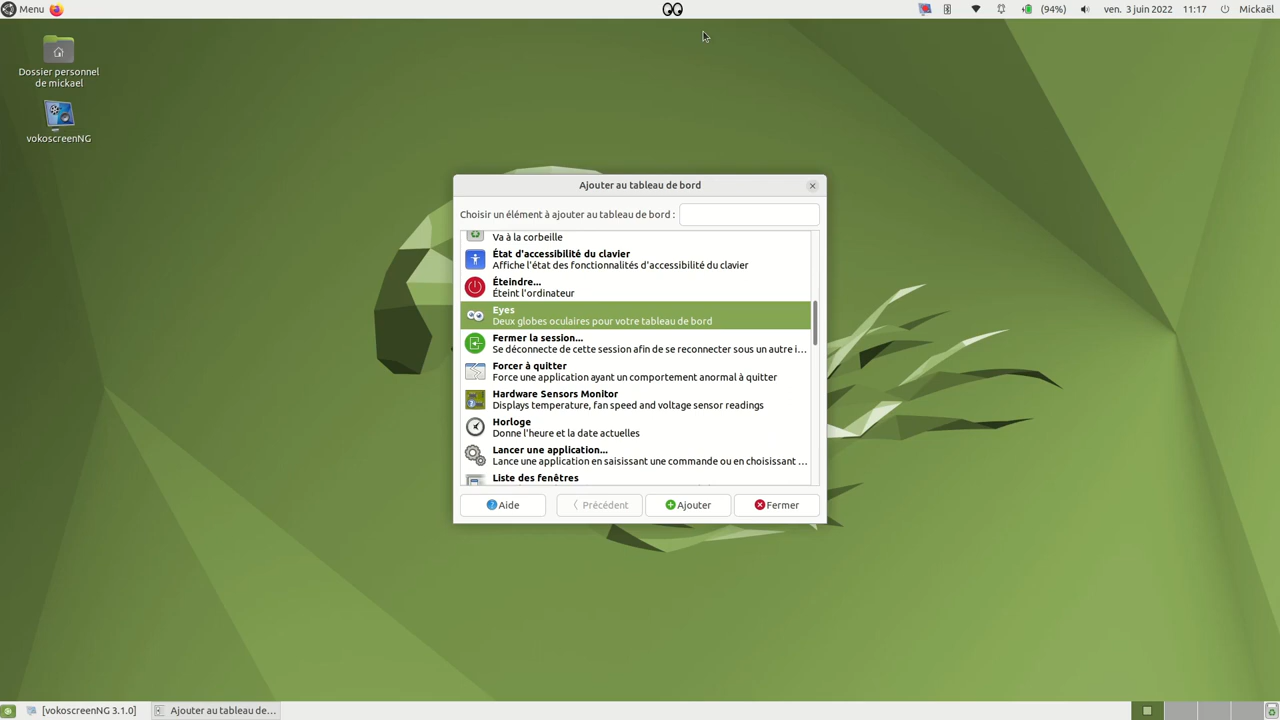 Menu
(94%)
ven. 3 juin 2022
11:17
Mickaël
Dossier personnel
de mickael
vokoscreenNG
Ajouter au tableau de bord
Choisir un élément à ajouter au tableau de bord :
Va à la corbeille
État d'accessibilité du clavier
Affiche l'état des fonctionnalités d'accessibilité du clavier
Éteindre...
Éteint l'ordinateur
Eyes
Deux globes oculaires pour votre tableau de bord
Fermer la session...
Se déconnecte de cette session afin de se reconnecter sous un autre i...
Forcer à quitter
Force une application ayant un comportement anormal à quitter
Hardware Sensors Monitor
Displays temperature, fan speed and voltage sensor readings
Horloge
Donne l'heure et la date actuelles
Lancer une application...
Lance une application en saisissant une commande ou en choisissant ...
Liste des fenêtres
Aide
Précédent
Ajouter
Fermer
[vokoscreenNG 3.1.0]
Ajouter au tableau de...